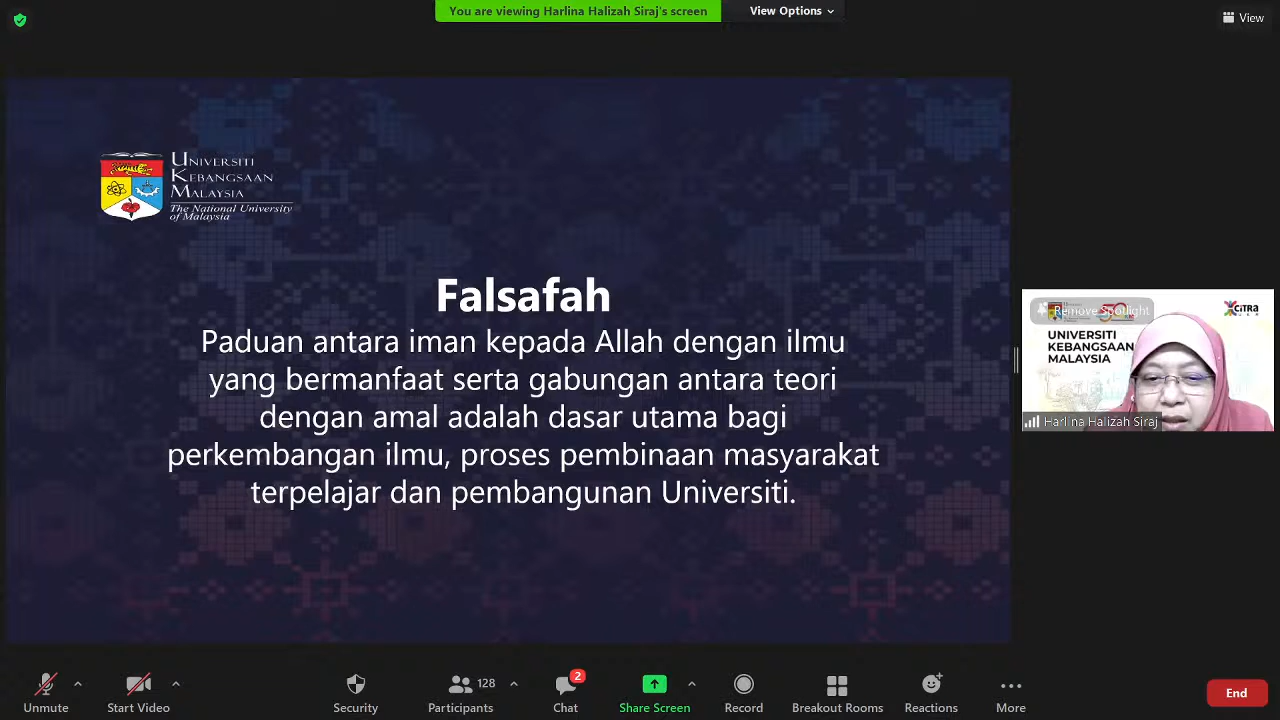 You are viewing Harlina Halizah Siraj's screen
View Options
View
UNIVERSITI
KEBANGSAAN
MALAYSIA
The National University
of Malaysia
Falsafah
Paduan antara iman kepada Allah dengan ilmu
yang bermanfaat serta gabungan antara teori
dengan amal adalah dasar utama bagi
perkembangan ilmu, proses pembinaan masyarakat
terpelajar dan pembangunan Universiti.
Remove Spotlight
CiTRA
UNIVERSITI
KEBANGSAAN
MALAYSIA
Harlina Halizah Siraj
Unmute
Start Video
Security
128
Participants
2
Chat
Share Screen
Record
Breakout Rooms
Reactions
More
End